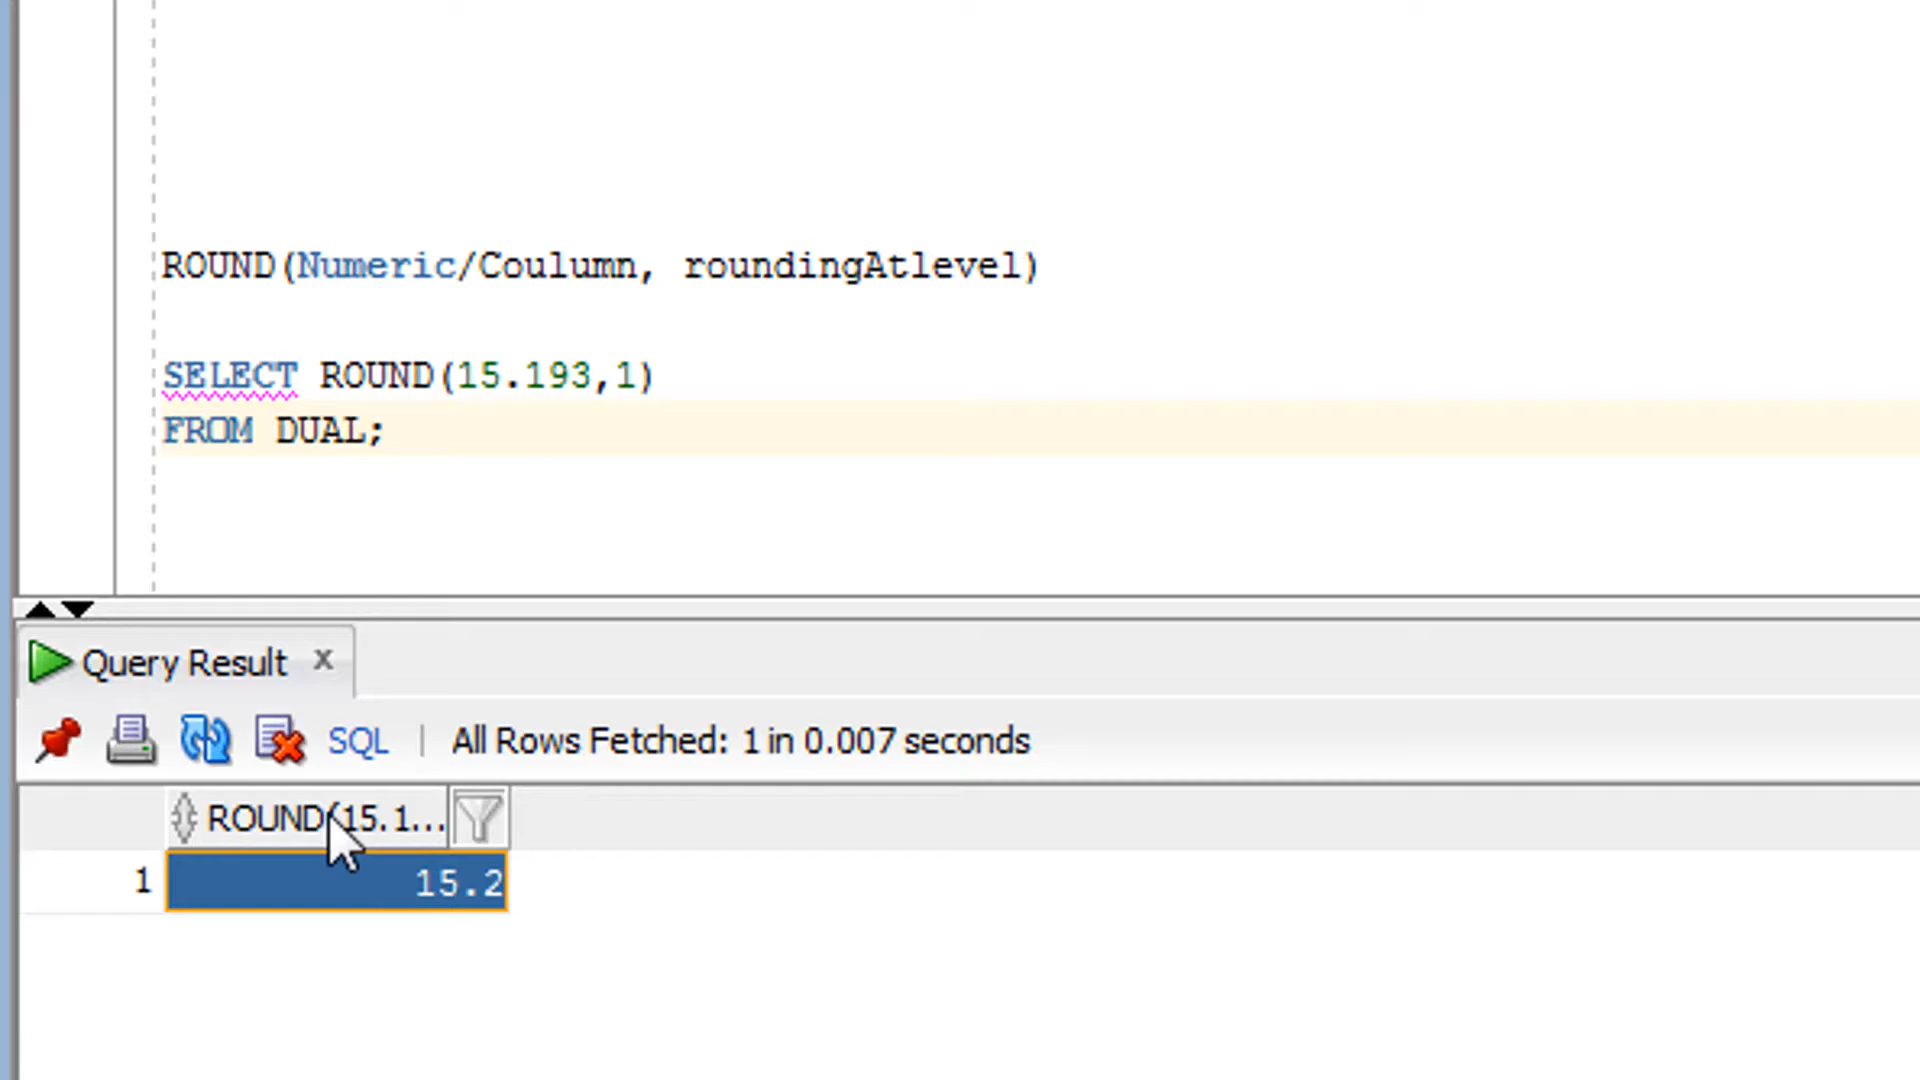 ROUND(Numeric/Coulumn, roundingAtlevel)
SELECT ROUND(15.193,1)
FROM DUAL;
Query Result x
SQL | All Rows Fetched: 1 in 0.007 seconds
ROUND(15.1...
1 15.2